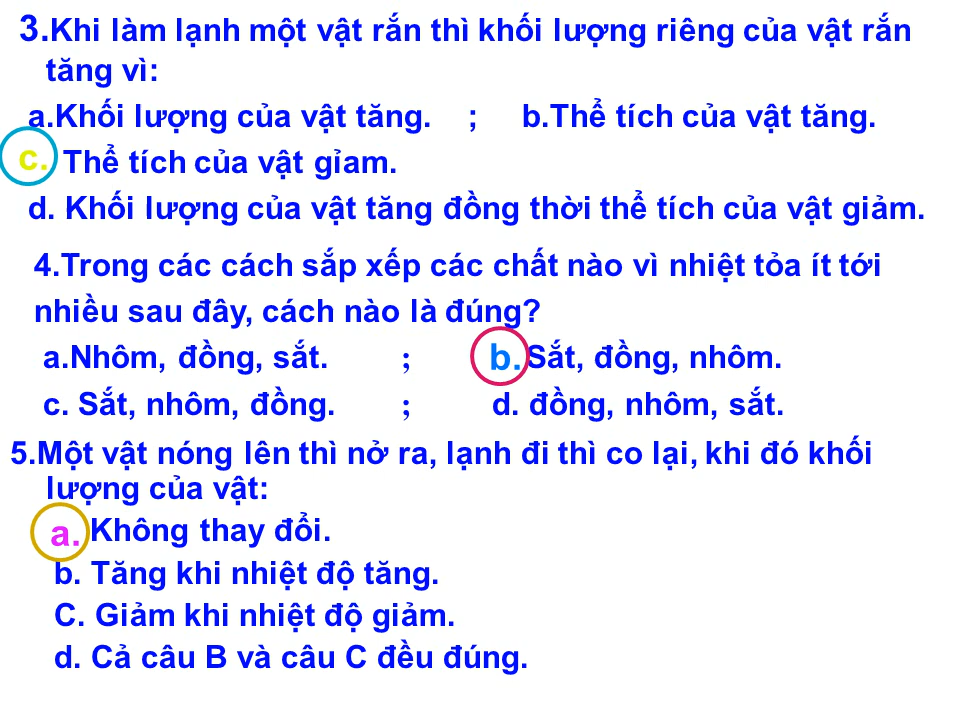 3.Khi làm lạnh một vật rắn thì khối lượng riêng của vật rắn
tăng vì:
a.Khối lượng của vật tăng. ; b.Thể tích của vật tăng.
c. Thể tích của vật gỉam.
d. Khối lượng của vật tăng đồng thời thể tích của vật giảm.
4.Trong các cách sắp xếp các chất nào vì nhiệt tỏa ít tới
nhiều sau đây, cách nào là đúng?
a.Nhôm, đồng, sắt. ; b. Sắt, đồng, nhôm.
c. Sắt, nhôm, đồng. ; d. đồng, nhôm, sắt.
5.Một vật nóng lên thì nở ra, lạnh đi thì co lại, khi đó khối
lượng của vật:
a. Không thay đổi.
b. Tăng khi nhiệt độ tăng.
C. Giảm khi nhiệt độ giảm.
d. Cả câu B và câu C đều đúng.